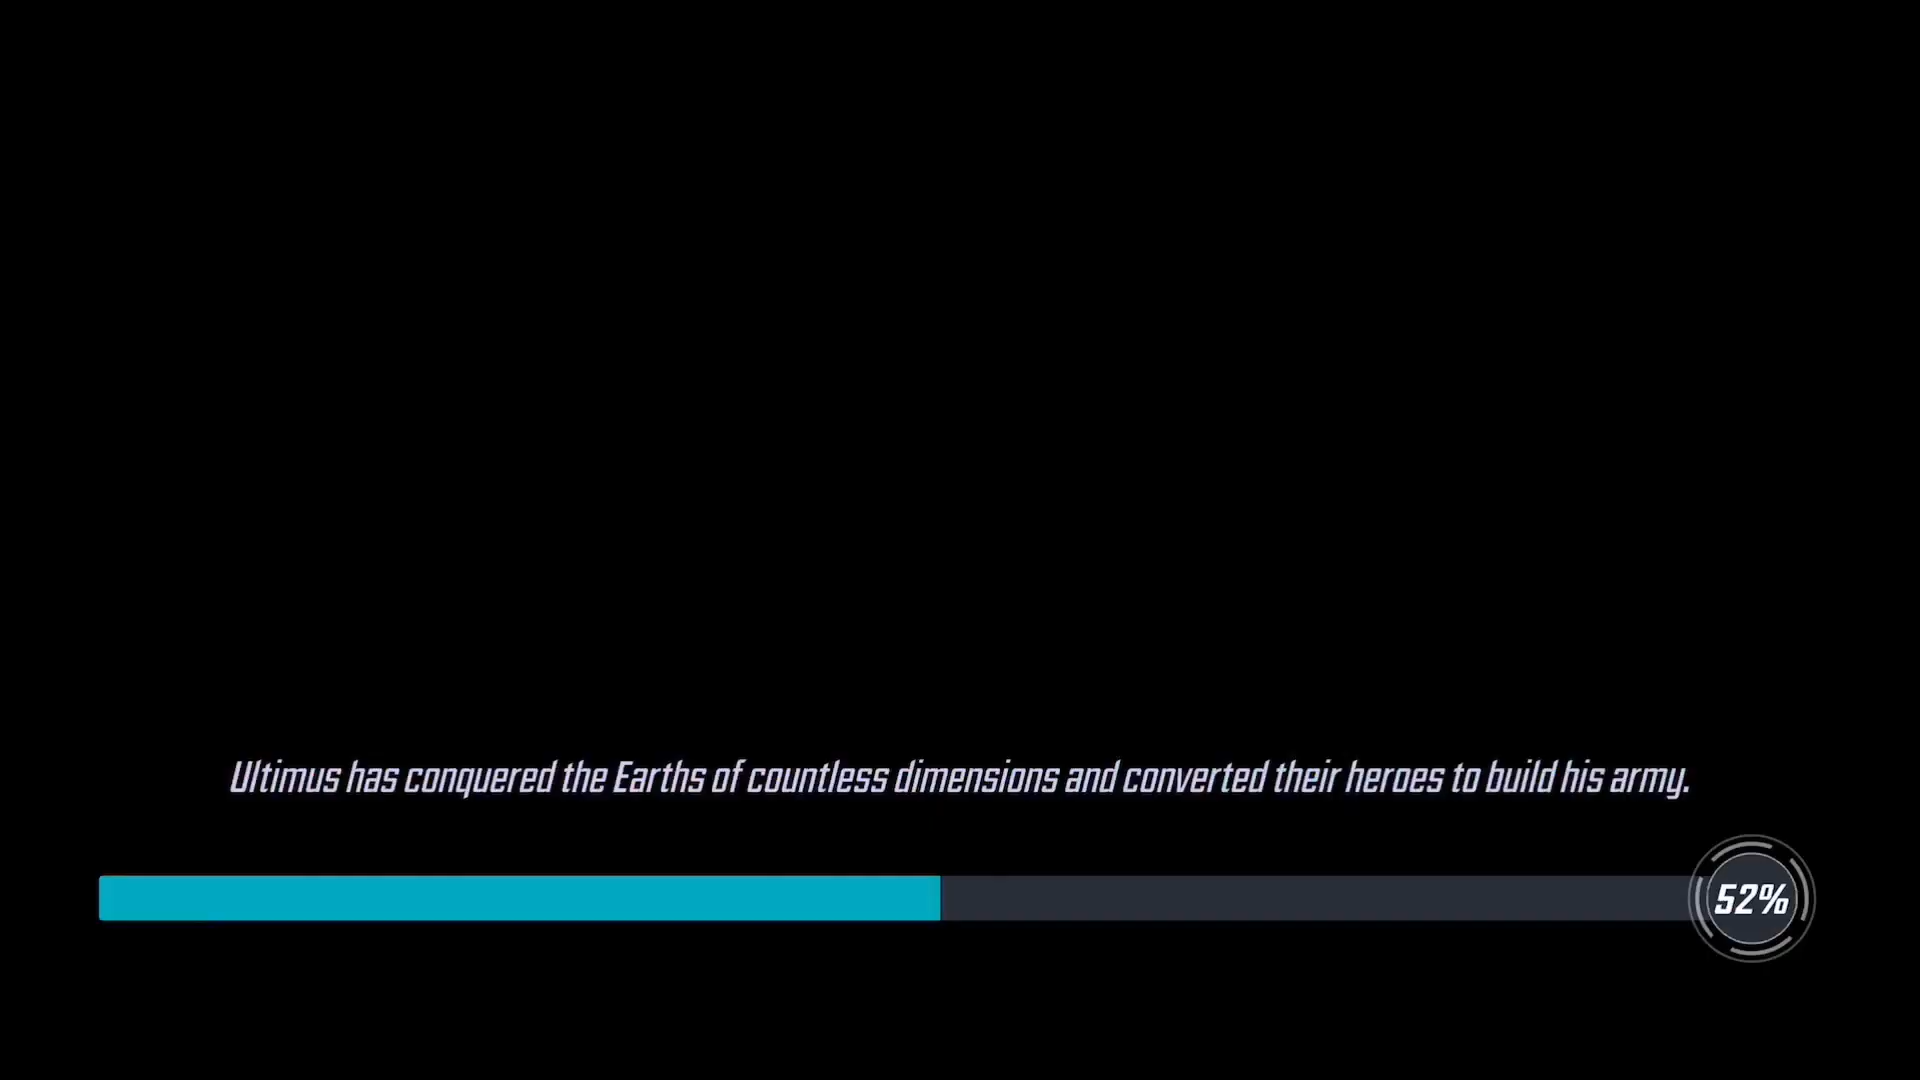 Ultimus has conquered the Earths of countless dimensions and converted their heroes to build his army.
52%